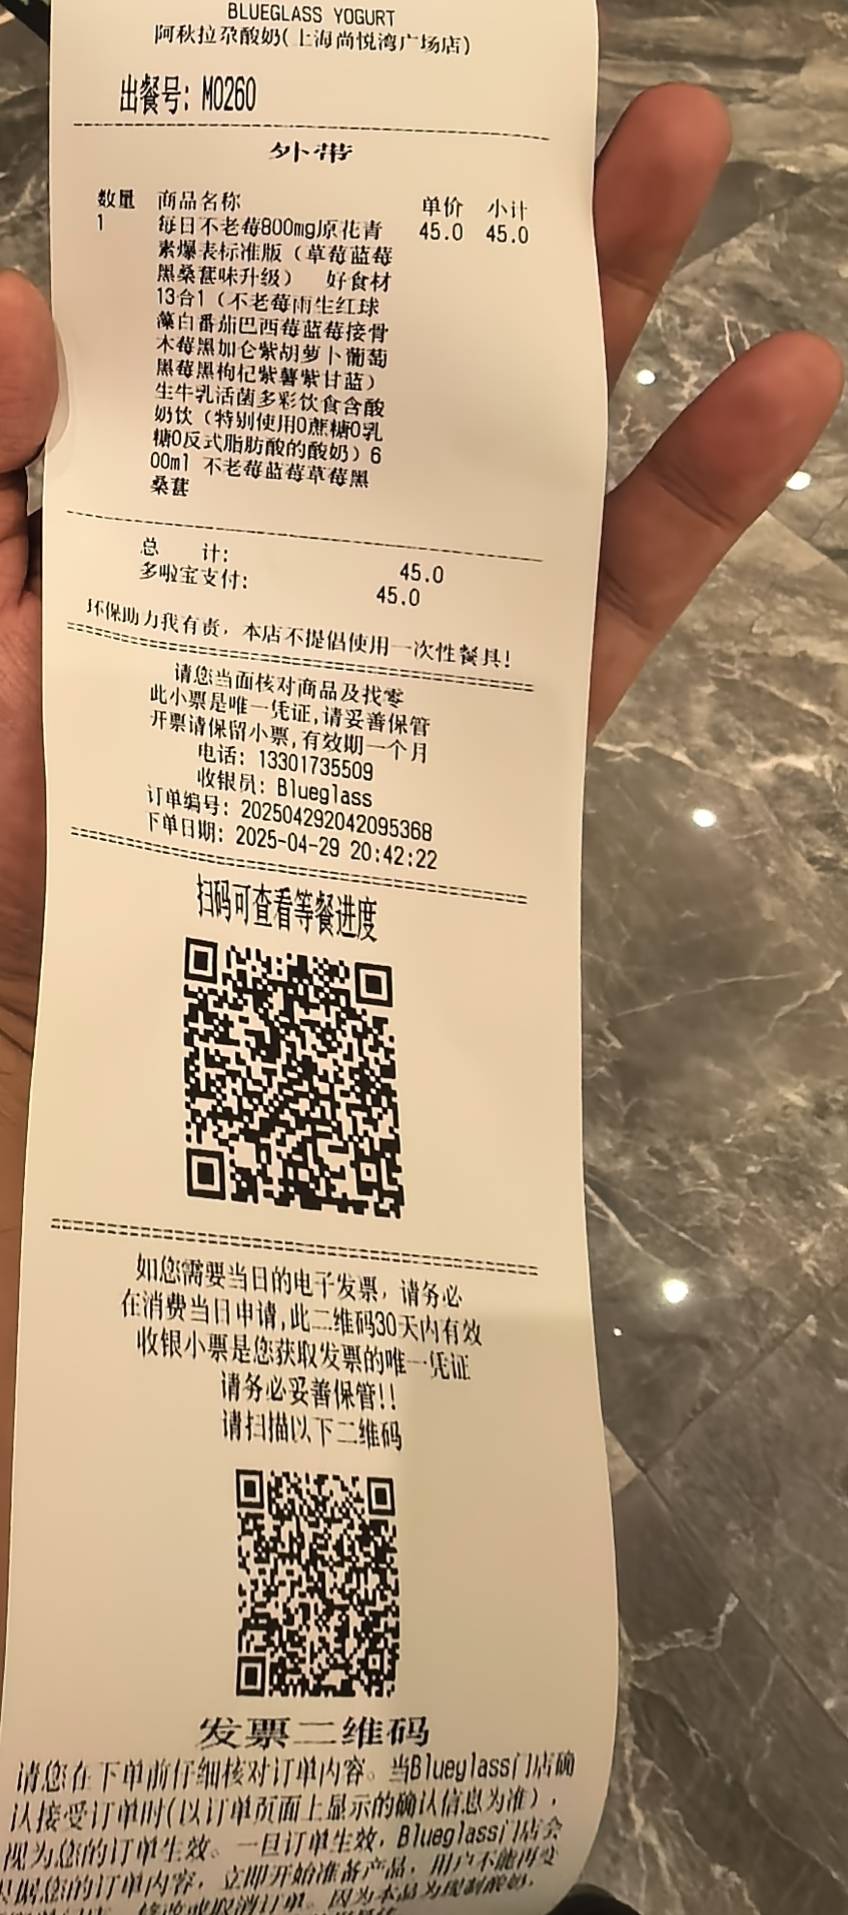 BLUEGLASS YOGURT
阿秋拉尕酸奶(上海尚悦湾广场店)
出餐号: M0260
外带
数量 商品名称 单价 小计
1 每日不老莓800mg原花青 45.0 45.0
素爆表标准版（草莓蓝莓
黑桑葚味升级） 好食材
13合1（不老莓雨生红球
藻白番茄巴西莓蓝莓接骨
木莓黑加仑紫胡萝卜葡萄
黑莓黑枸杞紫薯紫甘蓝）
生牛乳活菌多彩饮食含酸
奶饮（特别使用0蔗糖0乳
糖0反式脂肪酸的酸奶）6
00ml 不老莓蓝莓草莓黑
桑葚
总 计: 45.0
多啦宝支付: 45.0
环保助力我有责，本店不提倡使用一次性餐具!
请您当面核对商品及找零
此小票是唯一凭证,请妥善保管
开票请保留小票,有效期一个月
电话: 13301735509
收银员: Blueglass
订单编号: 202504292042095368
下单日期: 2025-04-29 20:42:22
扫码可查看等餐进度
如您需要当日的电子发票，请务必
在消费当日申请,此二维码30天内有效
收银小票是您获取发票的唯一凭证
请务必妥善保管!!
请扫描以下二维码
发票二维码
请您在下单前仔细核对订单内容。当Blueglass门店确
认接受订单时(以订单页面上显示的确认信息为准)，
视为您的订单生效。一旦订单生效，Blueglass门店会
根据您的订单内容，立即开始准备产品，用户不能再变
修改或取消订单。因为本品为现制酸奶，